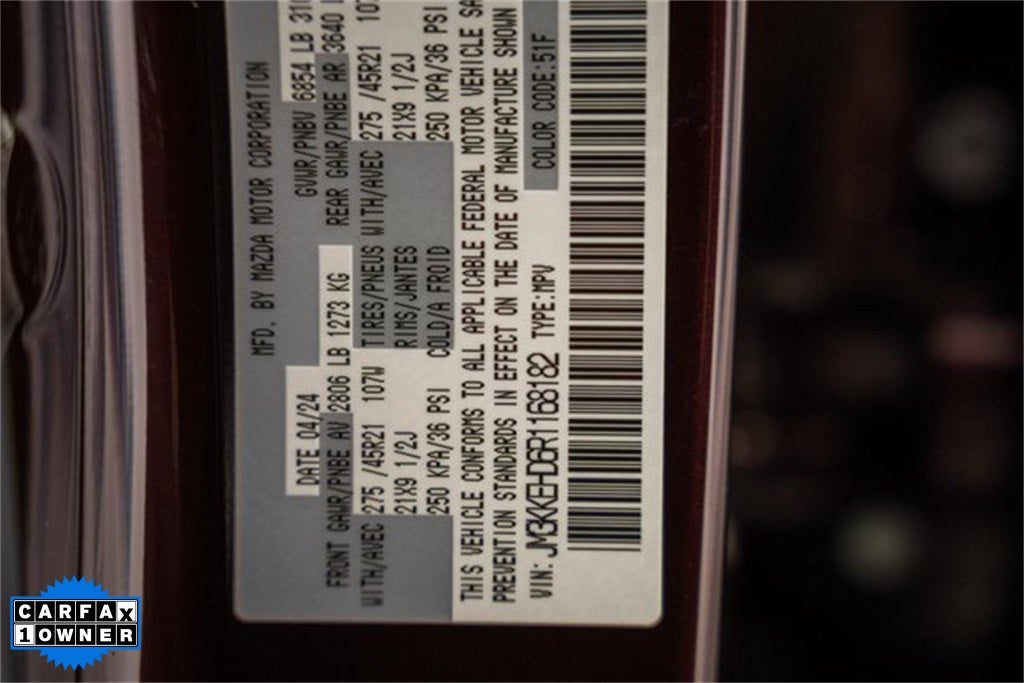 MFD. BY MAZDA MOTOR CORPORATION
DATE 04/24
GVWR/PNBV 6854 LB
FRONT GAWR/PNBE AV 2806 LB 1273 KG
REAR GAWR/PNBE AR 3640
WITH/AVEC 275 /45R21 107W
TIRES/PNEUS WITH/AVEC 275 /45R21
21X9 1/2J RIMS/JANTES 21X9 1/2J
250 KPA/36 PSI COLD/A FROID 250 KPA/36 PSI
THIS VEHICLE CONFORMS TO ALL APPLICABLE FEDERAL MOTOR VEHICLE
PREVENTION STANDARDS IN EFFECT ON THE DATE OF MANUFACTURE SHOWN
VIN: JM3KKEHD6R1168182 TYPE:MPV COLOR CODE:51F
CARFAX
1 OWNER